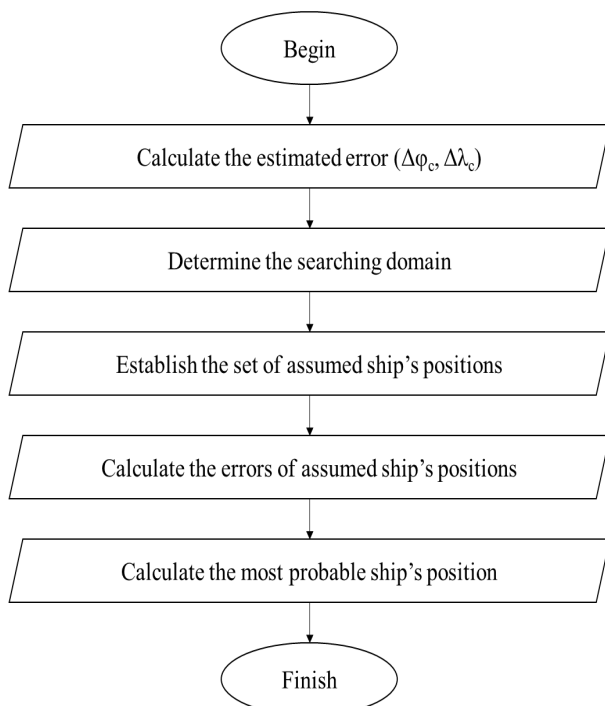 Begin
Calculate the estimated error (Δφc, Δλc)
Determine the searching domain
Establish the set of assumed ship’s positions
Calculate the errors of assumed ship’s positions
Calculate the most probable ship’s position
Finish